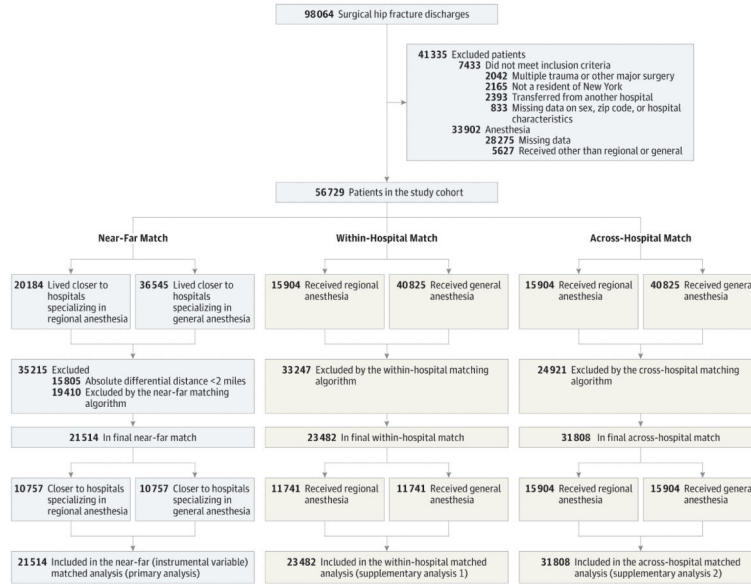 98064 Surgical hip fracture discharges
41335 Excluded patients
7433 Did not meet inclusion criteria
2042 Multiple trauma or other major surgery
2165 Not a resident of New York
2393 Transferred from another hospital
833 Missing data on sex, zip code, or hospital
characteristics
33902 Anesthesia
28275 Missing data
5627 Received other than regional or general
56729 Patients in the study cohort
Near-Far Match
20184 Lived closer to
hospitals
specializing in
regional anesthesia
36545 Lived closer to
hospitals
specializing in
general anesthesia
35215 Excluded
15805 Absolute differential distance <2 miles
19410 Excluded by the near-far matching
algorithm
21514 In final near-far match
10757 Closer to hospitals
specializing in
regional anesthesia
10757 Closer to hospitals
specializing in
general anesthesia
21514 Included in the near-far (instrumental variable)
matched analysis (primary analysis)
Within-Hospital Match
15904 Received regional
anesthesia
40825 Received general
anesthesia
33247 Excluded by the within-hospital matching
algorithm
23482 In final within-hospital match
11741 Received regional
anesthesia
11741 Received general
anesthesia
23482 Included in the within-hospital matched
analysis (supplementary analysis 1)
Across-Hospital Match
15904 Received regional
anesthesia
40825 Received general
anesthesia
24921 Excluded by the cross-hospital matching
algorithm
31808 In final across-hospital match
15904 Received regional
anesthesia
15904 Received general
anesthesia
31808 Included in the across-hospital matched
analysis (supplementary analysis 2)